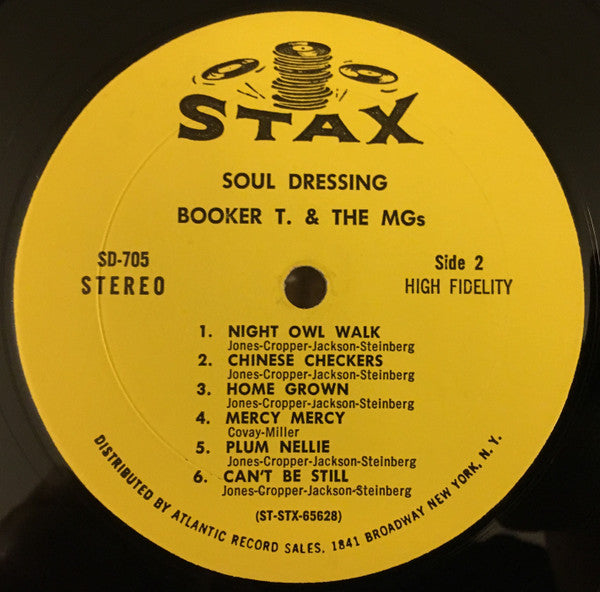 STAX
SOUL DRESSING
BOOKER T. & THE MGs
SD-705
STEREO
Side 2
HIGH FIDELITY
1. NIGHT OWL WALK
Jones-Cropper-Jackson-Steinberg
2. CHINESE CHECKERS
Jones-Cropper-Jackson-Steinberg
3. HOME GROWN
Jones-Cropper-Jackson-Steinberg
4. MERCY MERCY
Covay-Miller
5. PLUM NELLIE
Jones-Cropper-Jackson-Steinberg
6. CAN'T BE STILL
Jones-Cropper-Jackson-Steinberg
(ST-STX-65628)
DISTRIBUTED BY ATLANTIC RECORD SALES, 1841 BROADWAY NEW YORK, N.Y.